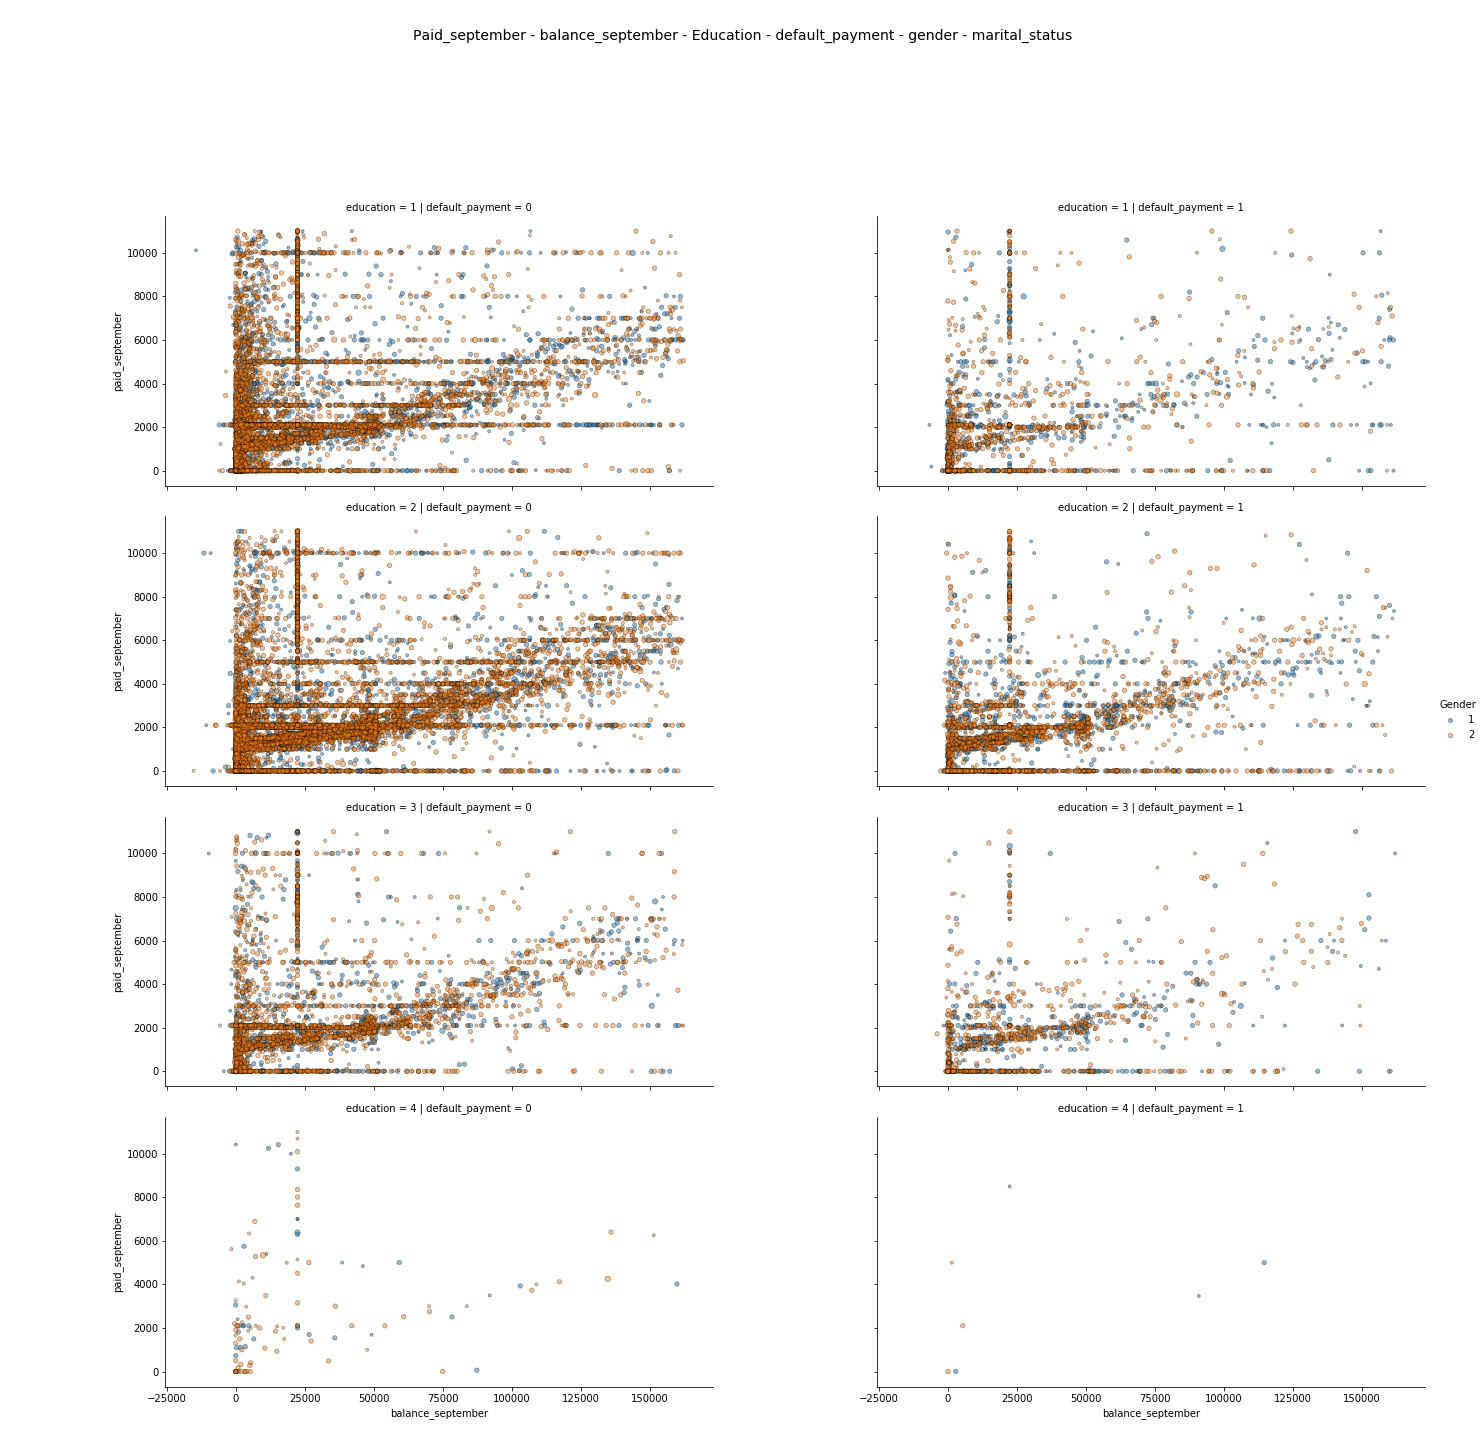 Paid_september - balance_september - Education - default_payment - gender - marital_status
education = 1 | default_payment = 0
education = 1 | default_payment = 1
10000
8000
6000
4000
2000
0
paid_september
education = 2 | default_payment = 0
education = 2 | default_payment = 1
10000
8000
6000
4000
2000
0
paid_september
Gender
1
2
education = 3 | default_payment = 0
education = 3 | default_payment = 1
10000
8000
6000
4000
2000
0
paid_september
education = 4 | default_payment = 0
education = 4 | default_payment = 1
10000
8000
6000
4000
2000
0
paid_september
−25000 0 25000 50000 75000 100000 125000 150000
balance_september
−25000 0 25000 50000 75000 100000 125000 150000
balance_september